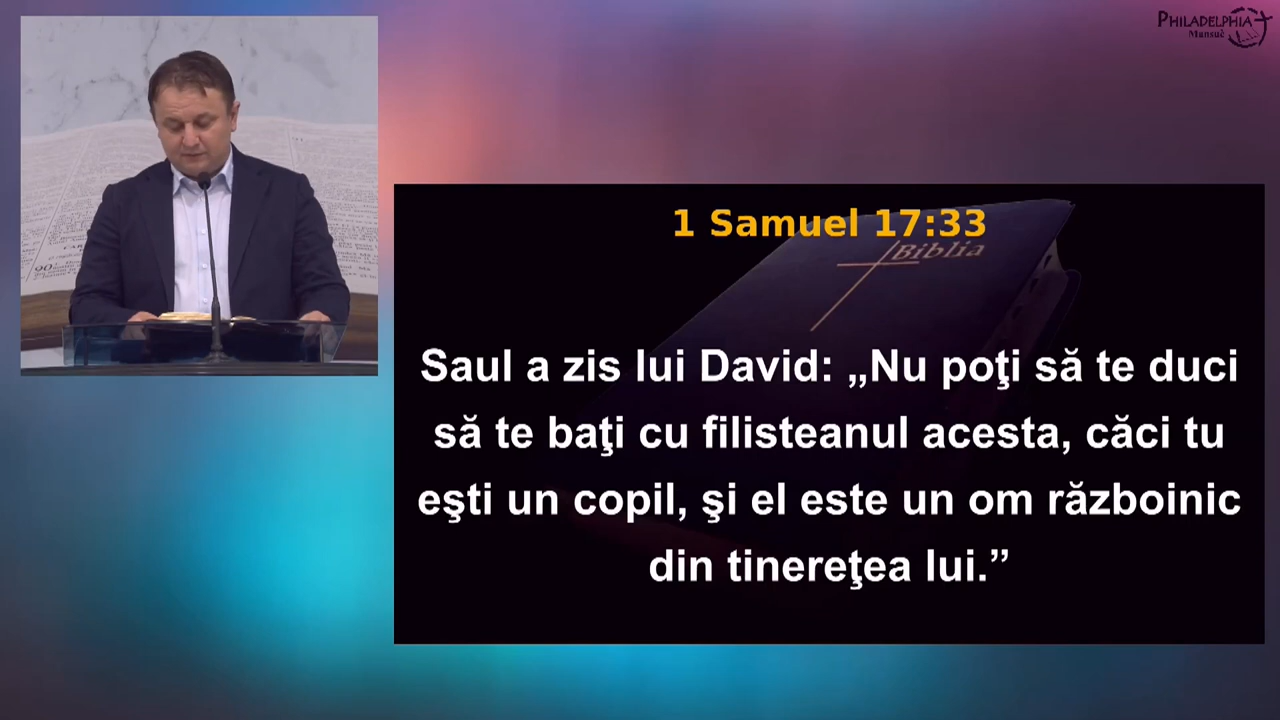 PHILADELPHIA
Mansuè
1 Samuel 17:33
Biblia
Saul a zis lui David: „Nu poţi să te duci
să te baţi cu filisteanul acesta, căci tu
eşti un copil, şi el este un om războinic
din tinereţea lui.”